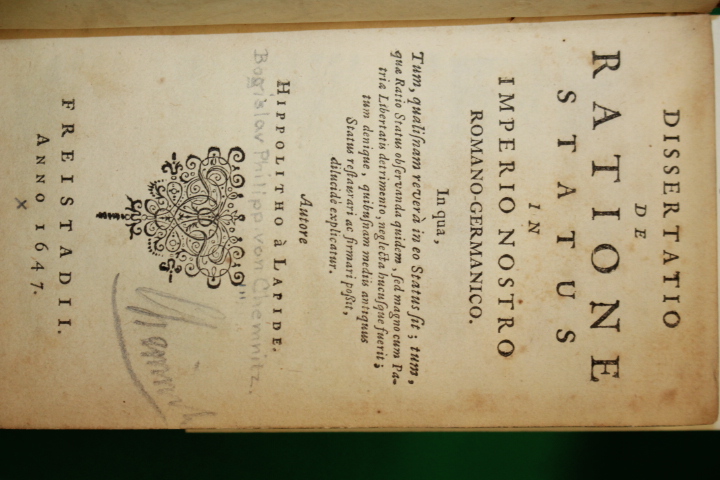 DISSERTATIO
DE
RATIONE
STATUS
IN
IMPERIO NOSTRO
ROMANO-GERMANICO.
In qua,
Tum, qualiſnam reverà in eo Status ſit; tum,
quæ Ratio Status obſervanda quidem, ſed magno cum Pa-
triæ Libertatis detrimento, neglecta hucuſque fuerit;
tum denique, quibuſnam mediis antiquus
Status reſtaurari ac firmari poßit,
dilucidè explicatur.
Autore
HIPPOLITHO à LAPIDE.
Bogislav Philipp von Chemnitz.
FREISTADII.
ANNO 1647.
x